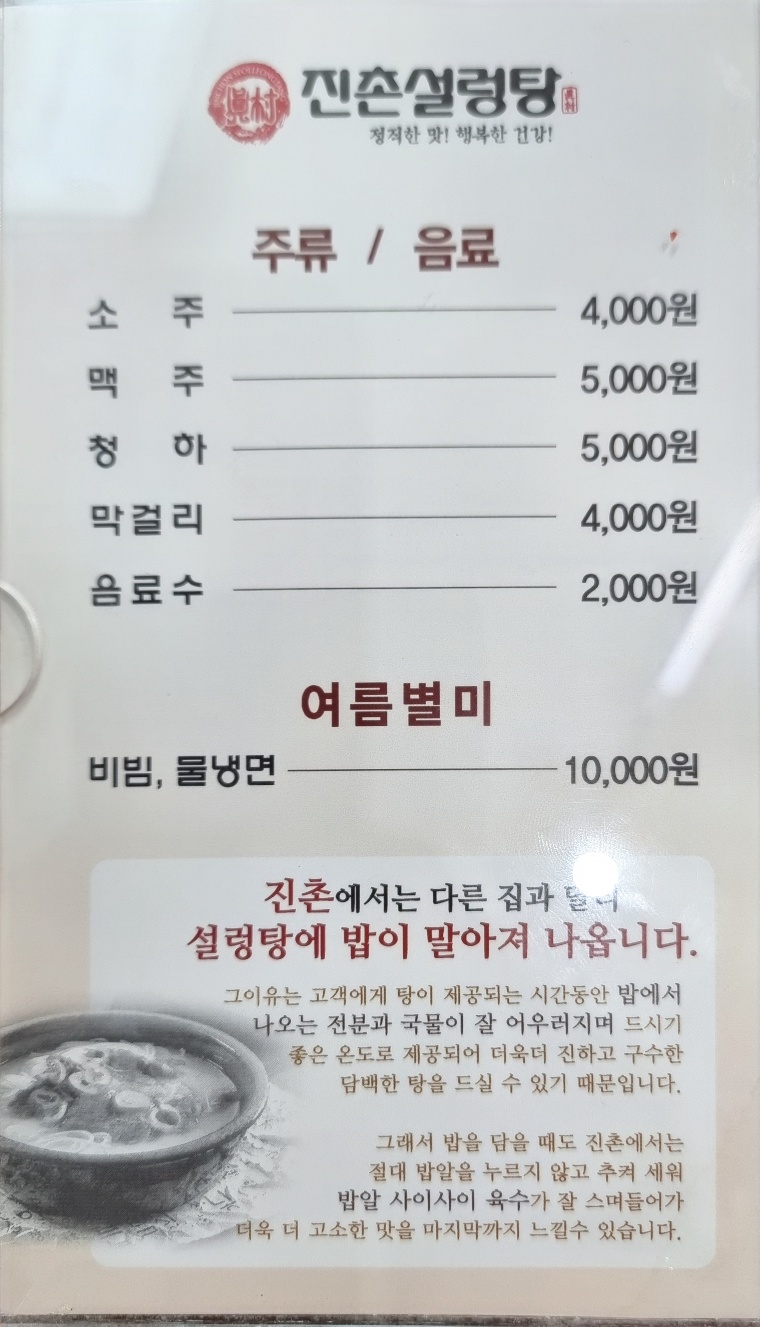 진촌설렁탕
정직한 맛! 행복한 건강!
주류 / 음료
소 주 4,000원
맥 주 5,000원
청 하 5,000원
막걸리 4,000원
음료수 2,000원
여름별미
비빔, 물냉면 10,000원
진촌에서는 다른 집과
설렁탕에 밥이 말아져 나옵니다.
그이유는 고객에게 탕이 제공되는 시간동안 밥에서
나오는 전분과 국물이 잘 어우러지며 드시기
좋은 온도로 제공되어 더욱더 진하고 구수한
담백한 탕을 드실 수 있기 때문입니다.
그래서 밥을 담을 때도 진촌에서는
절대 밥알을 누르지 않고 추켜 세워
밥알 사이사이 육수가 잘 스며들어가
더욱 더 고소한 맛을 마지막까지 느낄수 있습니다.